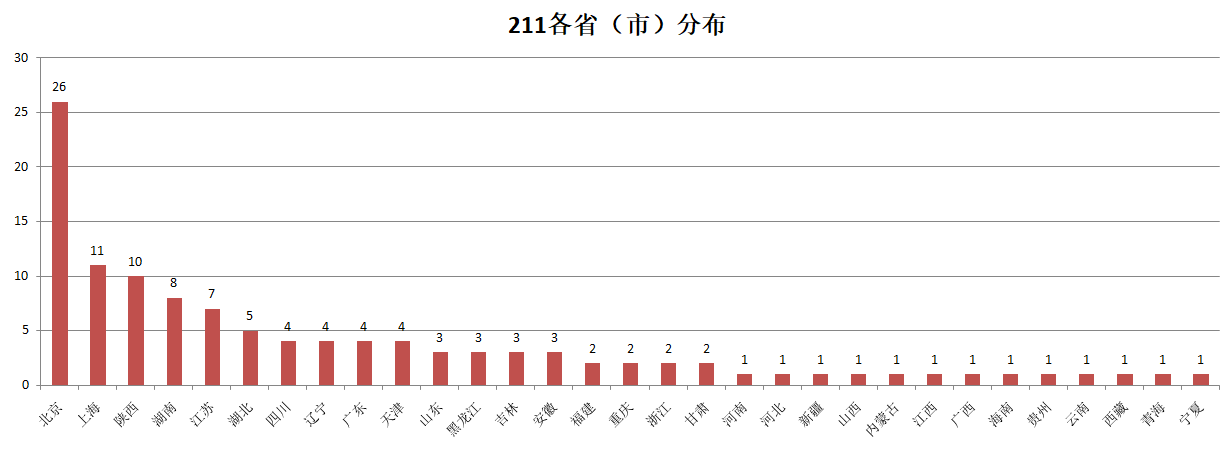 211各省（市）分布
30
25
20
15
10
5
0
26
11
10
8
7
5
4
4
4
4
3
3
3
3
2
2
2
2
1
1
1
1
1
1
1
1
1
1
1
1
1
北京
上海
陕西
湖南
江苏
湖北
四川
辽宁
广东
天津
山东
黑龙江
吉林
安徽
福建
重庆
浙江
甘肃
河南
河北
新疆
山西
内蒙古
江西
广西
海南
贵州
云南
西藏
青海
宁夏